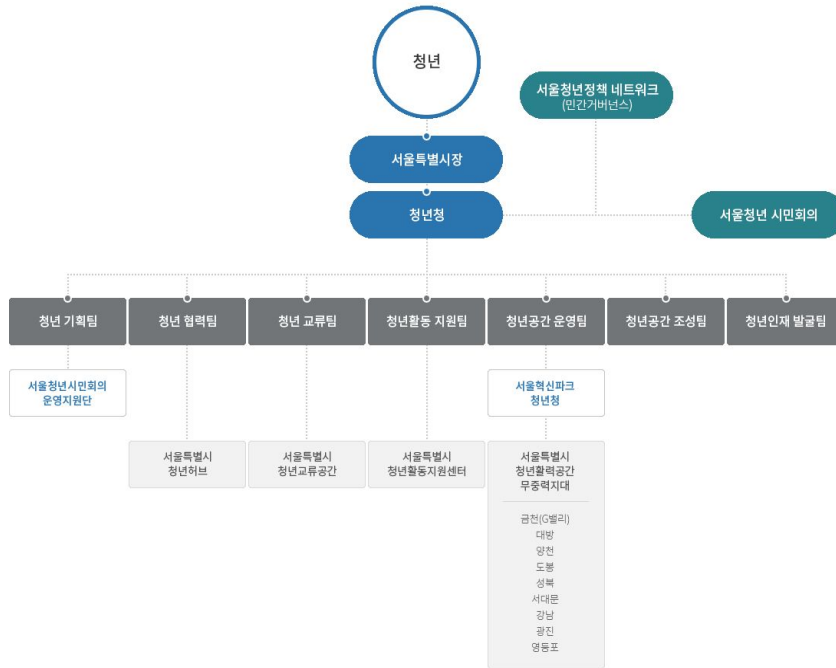 청년
서울청년정책 네트워크
(민간거버넌스)
서울특별시장
청년청
서울청년 시민회의
청년 기획팀
청년 협력팀
청년 교류팀
청년활동 지원팀
청년공간 운영팀
청년공간 조성팀
청년인재 발굴팀
서울청년시민회의
운영지원단
서울혁신파크
청년청
서울특별시
청년허브
서울특별시
청년교류공간
서울특별시
청년활동지원센터
서울특별시
청년활력공간
무중력지대
금천(G밸리)
대방
양천
도봉
성북
서대문
강남
광진
영등포